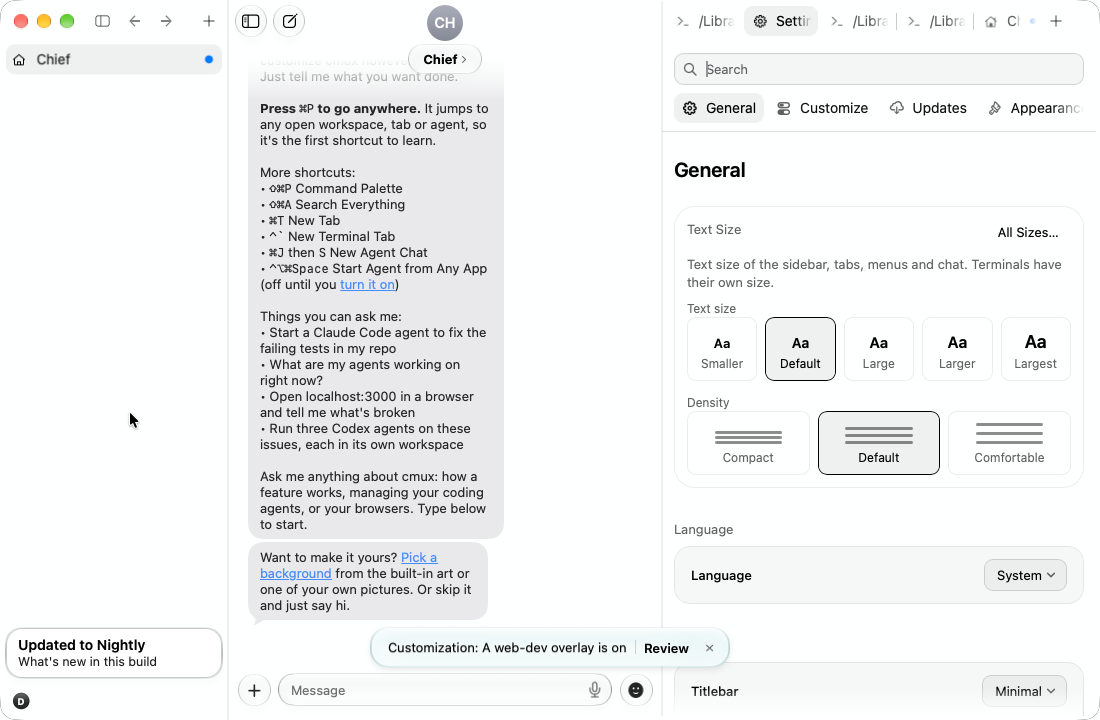 Chief
Updated to Nightly
What's new in this build
D
CH
Chief
Just tell me what you want done.
Press ⌘P to go anywhere. It jumps to
any open workspace, tab or agent, so
it's the first shortcut to learn.
More shortcuts:
• ⇧⌘P Command Palette
• ⇧⌘A Search Everything
• ⌘T New Tab
• ^` New Terminal Tab
• ⌘J then S New Agent Chat
• ^⌥⌘Space Start Agent from Any App
(off until you turn it on)
Things you can ask me:
• Start a Claude Code agent to fix the
failing tests in my repo
• What are my agents working on
right now?
• Open localhost:3000 in a browser
and tell me what's broken
• Run three Codex agents on these
issues, each in its own workspace
Ask me anything about cmux: how a
feature works, managing your coding
agents, or your browsers. Type below
to start.
Want to make it yours? Pick a
background from the built-in art or
one of your own pictures. Or skip it
and just say hi.
Customization: A web-dev overlay is on
Review
Message
/Libra
Settin
/Libra
/Libra
Search
General
Customize
Updates
Appearanc
General
Text Size
All Sizes...
Text size of the sidebar, tabs, menus and chat. Terminals have
their own size.
Text size
Aa Aa Aa Aa Aa
Smaller Default Large Larger Largest
Density
Compact Default Comfortable
Language
Language
System
Titlebar
Minimal